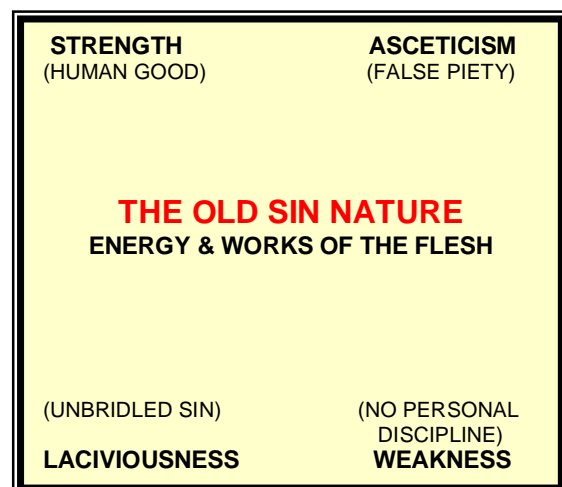 STRENGTH ASCETICISM
(HUMAN GOOD) (FALSE PIETY)
THE OLD SIN NATURE
ENERGY & WORKS OF THE FLESH
(UNBRIDLED SIN) (NO PERSONAL
DISCIPLINE)
LACIVIOUSNESS WEAKNESS